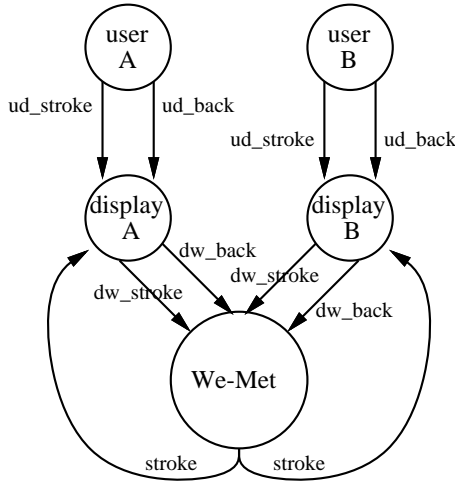 user
A
user
B
ud_stroke
ud_back
ud_stroke
ud_back
display
A
display
B
dw_back
dw_stroke
dw_stroke
dw_back
We-Met
stroke
stroke